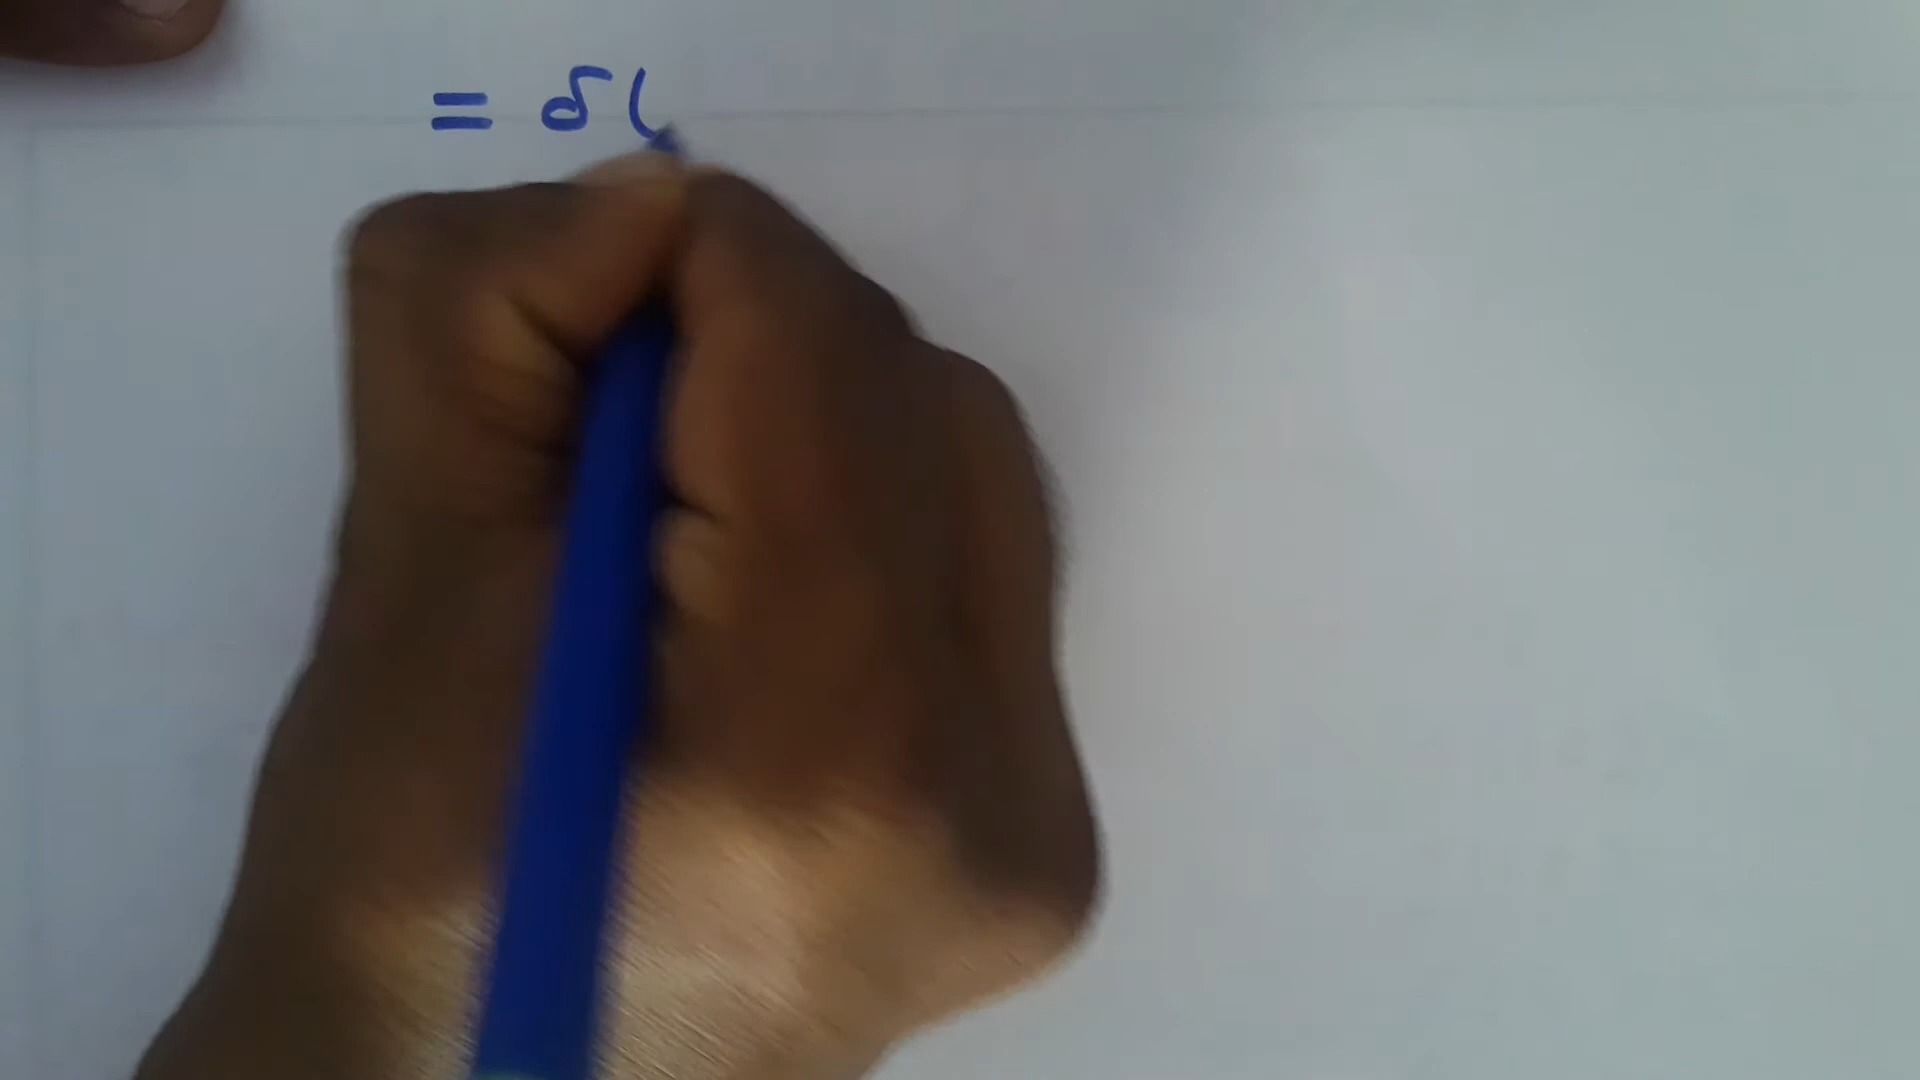 = δ(